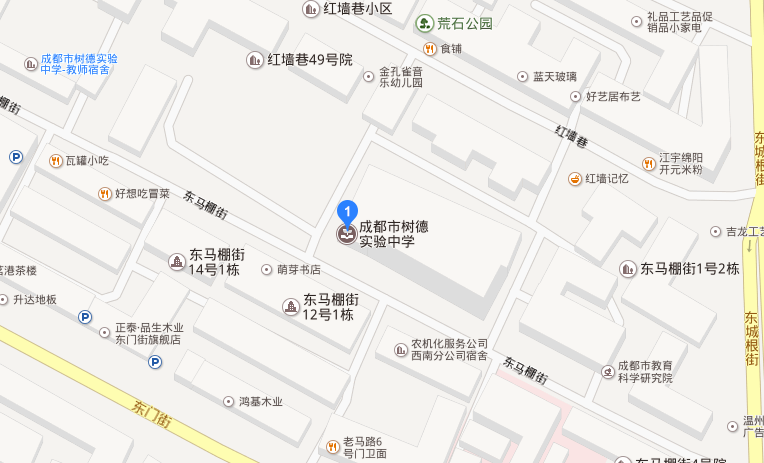 红墙巷小区
礼品工艺品促
销品小家电
荒石公园
食铺
成都市树德实验
中学-教师宿舍
红墙巷49号院
金孔雀音
乐幼儿园
蓝天玻璃
好艺居布艺
棚街
红墙巷
东城根街
P
瓦罐小吃
江宇绵阳
开元米粉
红墙记忆
好想吃冒菜
东马棚街
1
成都市树德
实验中学
吉龙工艺
东马棚街
14号1栋
萌芽书店
东马棚街1号2栋
茗港茶楼
升达地板
东马棚街
12号1栋
P
正泰·品生木业
东门街旗舰店
东城根街
农机化服务公司
西南分公司宿舍
P
东马棚街
成都市教育
科学研究院
鸿基木业
东门街
温州
广告
老马路6
号门卫面
东马棚街4号院